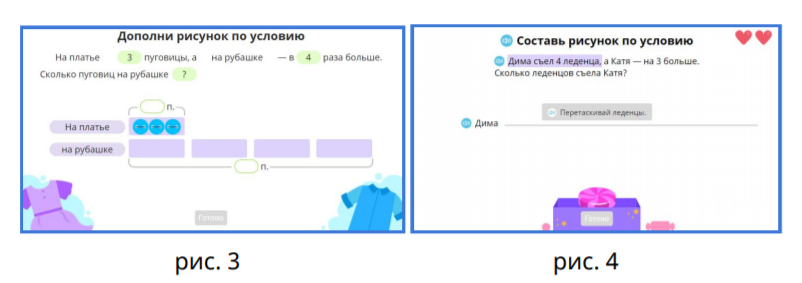 Дополни рисунок по условию
На платье 3 пуговицы, а на рубашке — в 4 раза больше.
Сколько пуговиц на рубашке ?
п.
На платье
на рубашке
п.
Готово
Составь рисунок по условию
Дима съел 4 леденца, а Катя — на 3 больше.
Сколько леденцов съела Катя?
Перетаскивай леденцы.
Дима
Готово
рис. 3
рис. 4